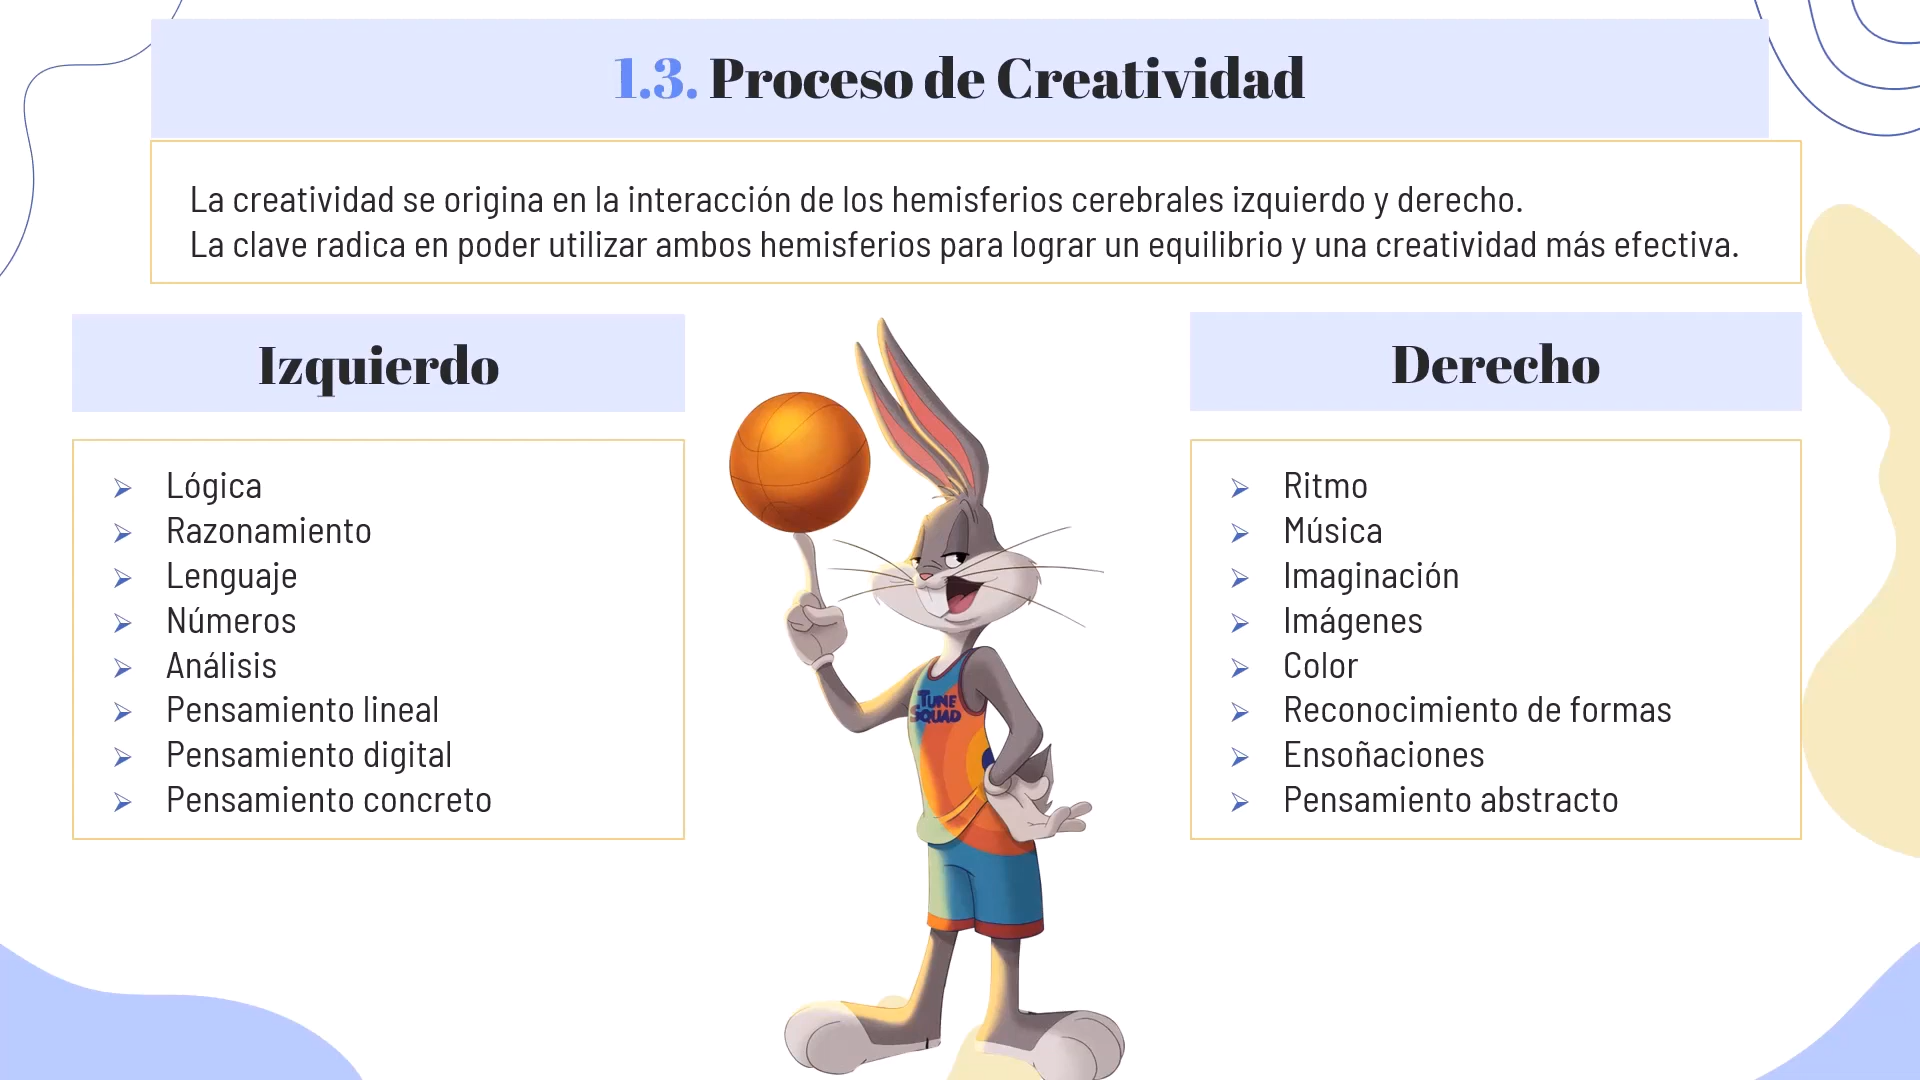 1.3. Proceso de Creatividad
La creatividad se origina en la interacción de los hemisferios cerebrales izquierdo y derecho.
La clave radica en poder utilizar ambos hemisferios para lograr un equilibrio y una creatividad más efectiva.
Izquierdo
Lógica
Razonamiento
Lenguaje
Números
Análisis
Pensamiento lineal
Pensamiento digital
Pensamiento concreto
TUNE
SQUAD
Derecho
Ritmo
Música
Imaginación
Imágenes
Color
Reconocimiento de formas
Ensoñaciones
Pensamiento abstracto